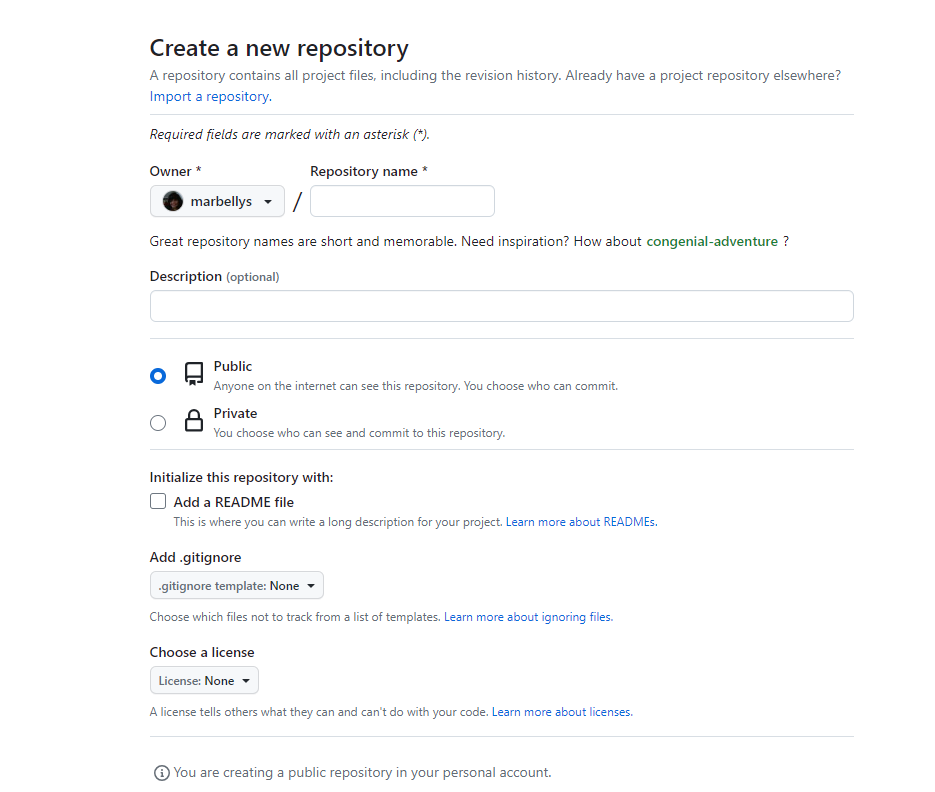 Create a new repository
A repository contains all project files, including the revision history. Already have a project repository elsewhere?
Import a repository.
Required fields are marked with an asterisk (*).
Owner * Repository name *
marbellys /
Great repository names are short and memorable. Need inspiration? How about congenial-adventure ?
Description (optional)
Public
Anyone on the internet can see this repository. You choose who can commit.
Private
You choose who can see and commit to this repository.
Initialize this repository with:
Add a README file
This is where you can write a long description for your project. Learn more about READMEs.
Add .gitignore
.gitignore template: None
Choose which files not to track from a list of templates. Learn more about ignoring files.
Choose a license
License: None
A license tells others what they can and can't do with your code. Learn more about licenses.
You are creating a public repository in your personal account.